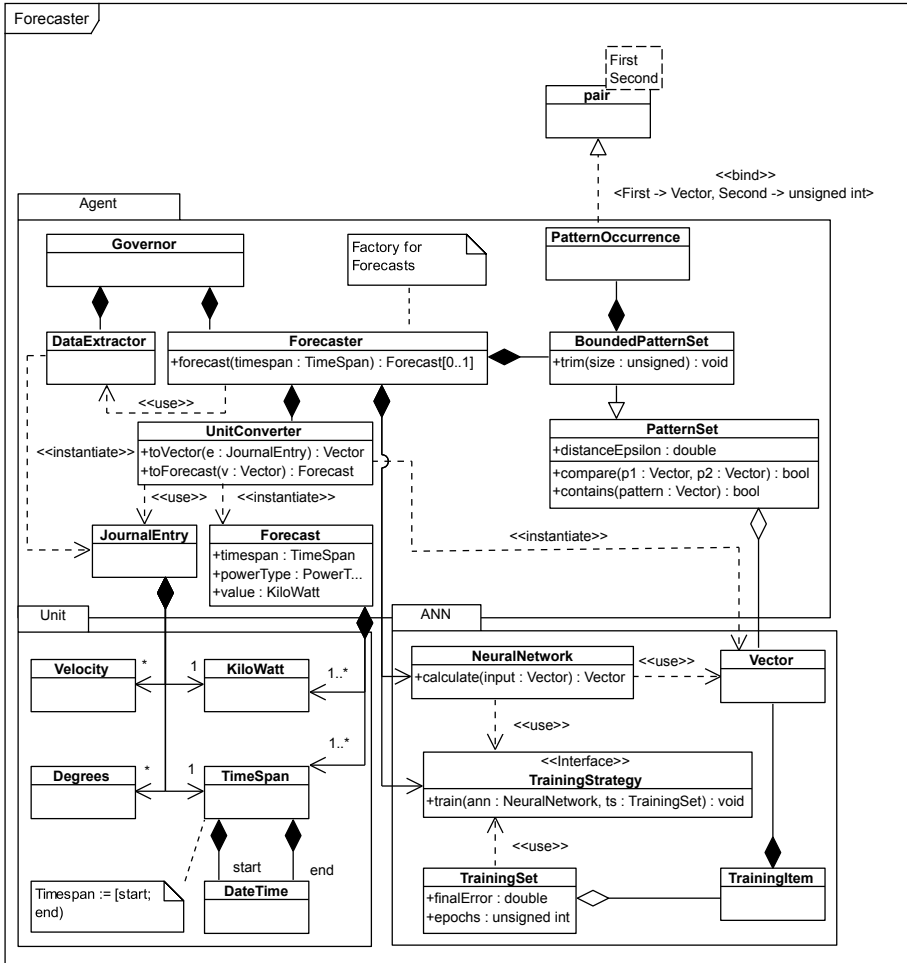 Forecaster
First
Second
pair
<<bind>>
<First -> Vector, Second -> unsigned int>
Agent
Governor
Factory for
Forecasts
PatternOccurrence
DataExtractor
Forecaster
+forecast(timespan : TimeSpan) : Forecast[0..1]
BoundedPatternSet
+trim(size : unsigned) : void
<<use>>
UnitConverter
+toVector(e : JournalEntry) : Vector
+toForecast(v : Vector) : Forecast
PatternSet
+distanceEpsilon : double
+compare(p1 : Vector, p2 : Vector) : bool
+contains(pattern : Vector) : bool
<<instantiate>>
<<use>>
<<instantiate>>
JournalEntry
Forecast
+timespan : TimeSpan
+powerType : PowerT...
+value : KiloWatt
<<instantiate>>
Unit
ANN
Velocity
*
1
KiloWatt
1..*
NeuralNetwork
+calculate(input : Vector) : Vector
<<use>>
Vector
<<use>>
1..*
Degrees
*
1
TimeSpan
<<Interface>>
TrainingStrategy
+train(ann : NeuralNetwork, ts : TrainingSet) : void
<<use>>
start
end
Timespan := [start;
end)
DateTime
TrainingSet
+finalError : double
+epochs : unsigned int
TrainingItem